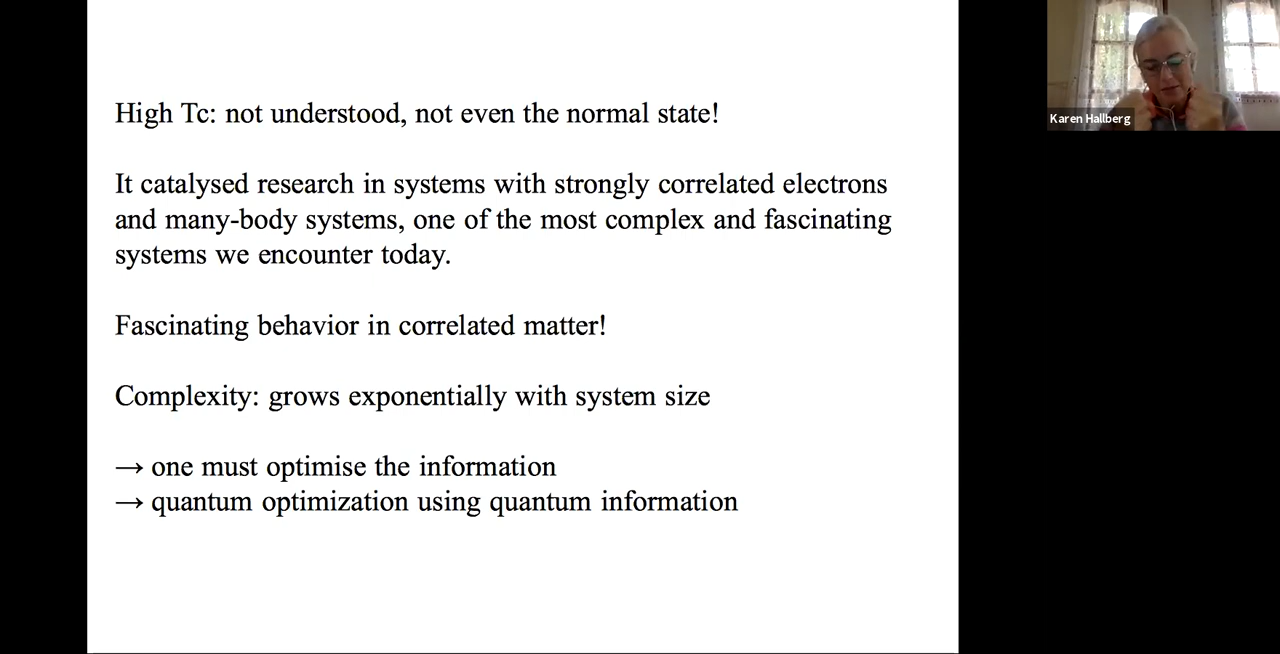 High Tc: not understood, not even the normal state!
It catalysed research in systems with strongly correlated electrons
and many-body systems, one of the most complex and fascinating
systems we encounter today.
Fascinating behavior in correlated matter!
Complexity: grows exponentially with system size
→ one must optimise the information
→ quantum optimization using quantum information
Karen Hallberg